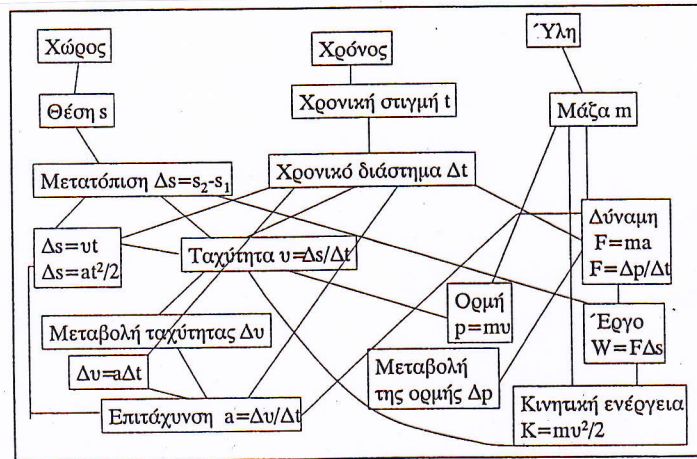 Χώρος
Χρόνος
Ύλη
Θέση s
Χρονική στιγμή t
Μάζα m
Μετατόπιση Δs=s₂-s₁
Χρονικό διάστημα Δt
Δs=υt
Δs=at²/2
Ταχύτητα υ=Δs/Δt
Δύναμη
F=ma
F=Δp/Δt
Ορμή
p=mυ
Μεταβολή ταχύτητας Δυ
Έργο
W=FΔs
Δυ=aΔt
Μεταβολή
της ορμής Δp
Επιτάχυνση a=Δυ/Δt
Κινητική ενέργεια
K=mυ²/2